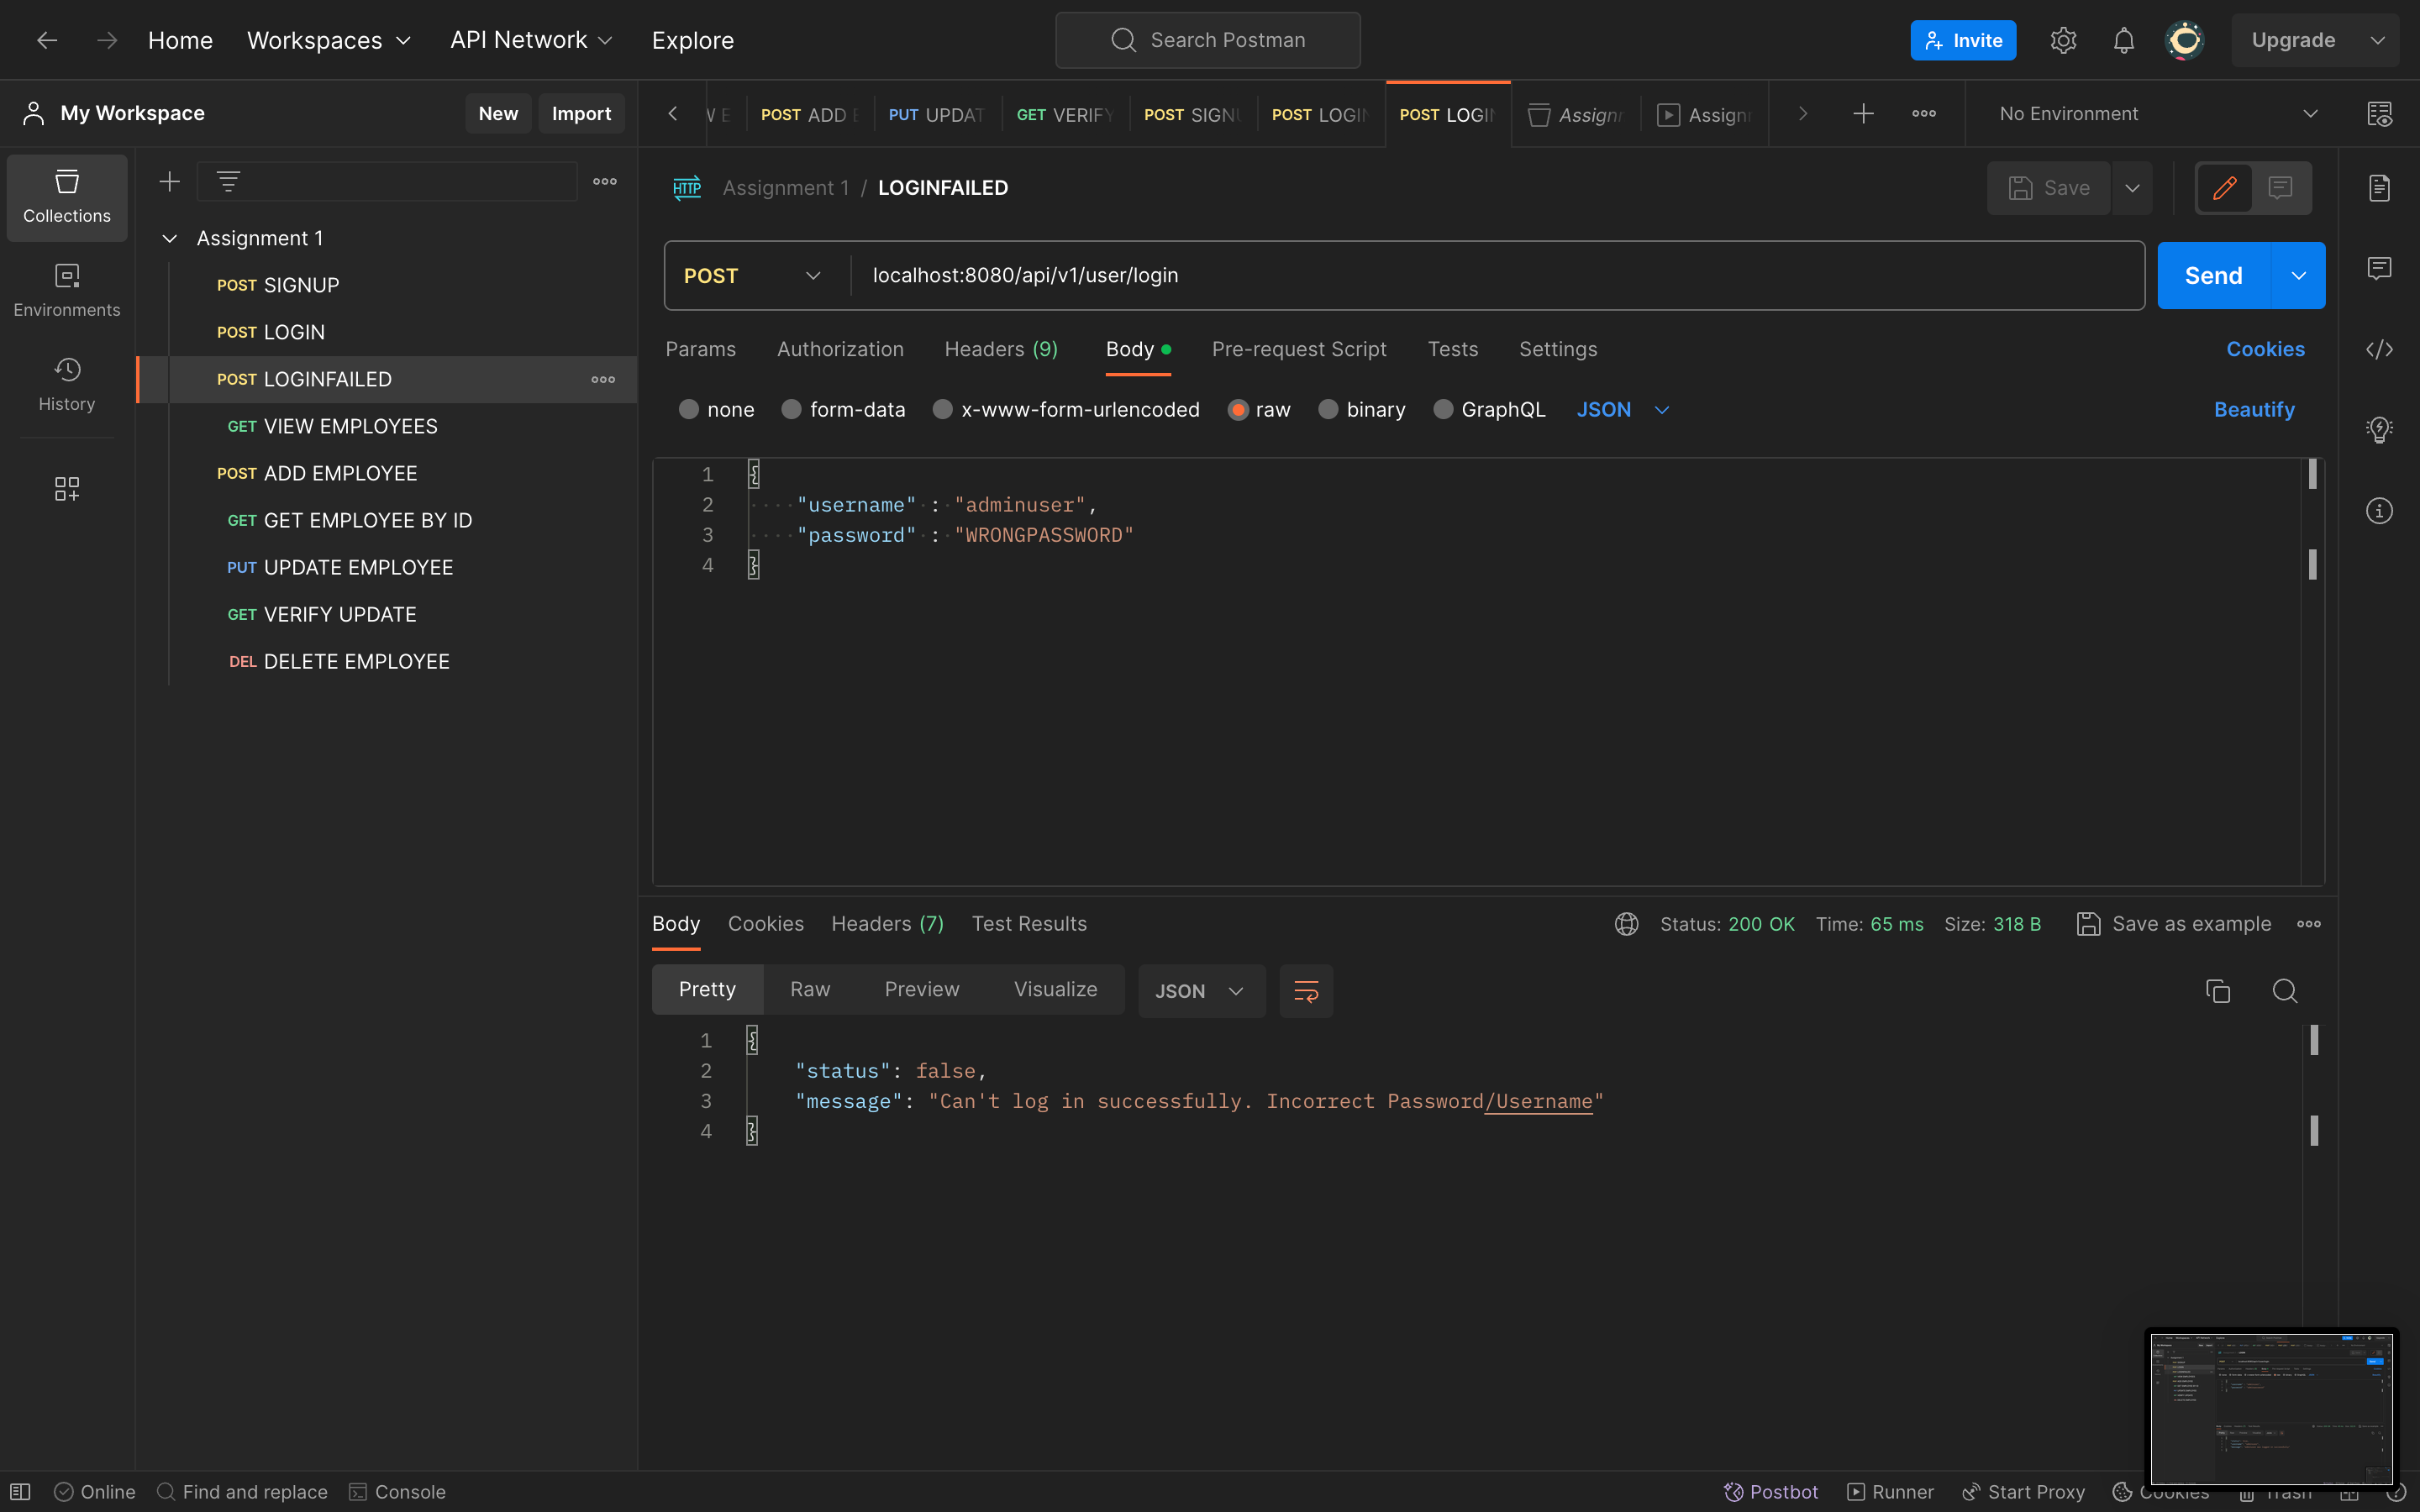 Home Workspaces API Network Explore Search Postman Invite Upgrade
My Workspace New Import
POST ADD PUT UPDAT GET VERIFY POST SIGN POST LOGI POST LOGI Assign Assign No Environment
Collections
Environments
History
Assignment 1
POST SIGNUP
POST LOGIN
POST LOGINFAILED
GET VIEW EMPLOYEES
POST ADD EMPLOYEE
GET GET EMPLOYEE BY ID
PUT UPDATE EMPLOYEE
GET VERIFY UPDATE
DEL DELETE EMPLOYEE
HTTP Assignment 1 / LOGINFAILED Save
POST localhost:8080/api/v1/user/login Send
Params Authorization Headers (9) Body Pre-request Script Tests Settings Cookies
none form-data x-www-form-urlencoded raw binary GraphQL JSON Beautify
1 {
2 "username" : "adminuser",
3 "password" : "WRONGPASSWORD"
4 }
Body Cookies Headers (7) Test Results Status: 200 OK Time: 65 ms Size: 318 B Save as example
Pretty Raw Preview Visualize JSON
1 {
2 "status": false,
3 "message": "Can't log in successfully. Incorrect Password/Username"
4 }
Online Find and replace Console Postbot Runner Start Proxy Cookies Trash